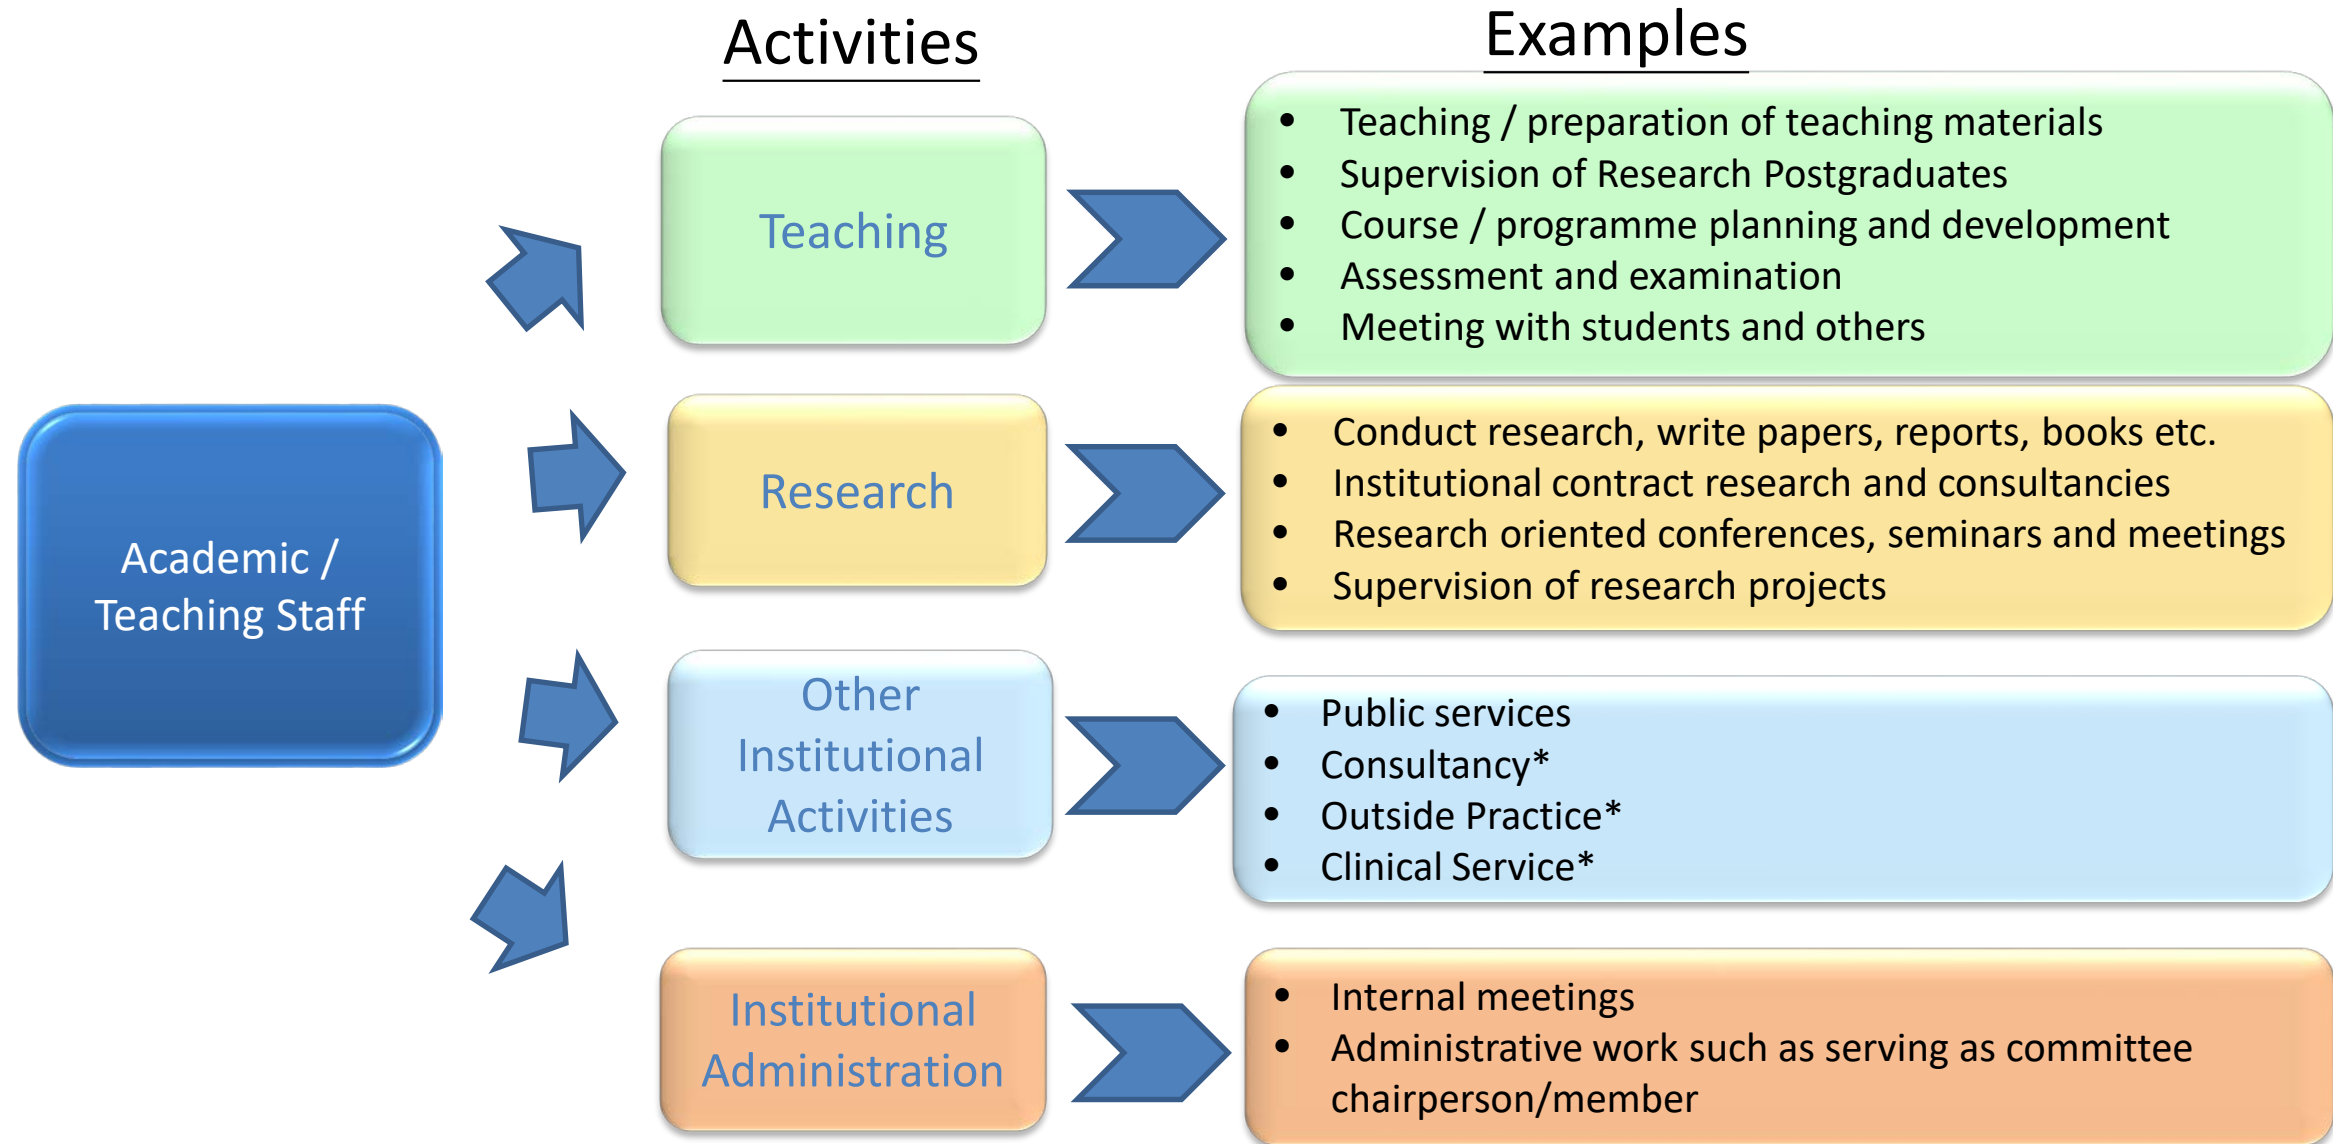 Activities
Examples
Academic /
Teaching Staff
Teaching
• Teaching / preparation of teaching materials
• Supervision of Research Postgraduates
• Course / programme planning and development
• Assessment and examination
• Meeting with students and others
Research
• Conduct research, write papers, reports, books etc.
• Institutional contract research and consultancies
• Research oriented conferences, seminars and meetings
• Supervision of research projects
Other
Institutional
Activities
• Public services
• Consultancy*
• Outside Practice*
• Clinical Service*
Institutional
Administration
• Internal meetings
• Administrative work such as serving as committee
chairperson/member